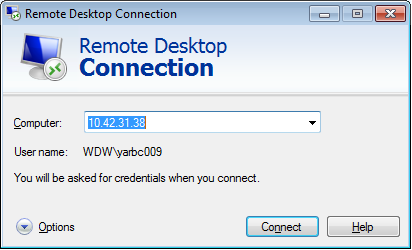 Remote Desktop Connection
Remote Desktop
Connection
Computer: 10.42.31.38
User name: WDW\yarbc009
You will be asked for credentials when you connect.
Options Connect Help